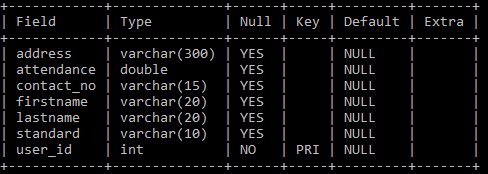 +------------+--------------+------+-----+---------+-------+
| Field      | Type         | Null | Key | Default | Extra |
+------------+--------------+------+-----+---------+-------+
| address    | varchar(300) | YES  |     | NULL    |       |
| attendance | double       | YES  |     | NULL    |       |
| contact_no | varchar(15)  | YES  |     | NULL    |       |
| firstname  | varchar(20)  | YES  |     | NULL    |       |
| lastname   | varchar(20)  | YES  |     | NULL    |       |
| standard   | varchar(10)  | YES  |     | NULL    |       |
| user_id    | int          | NO   | PRI | NULL    |       |
+------------+--------------+------+-----+---------+-------+